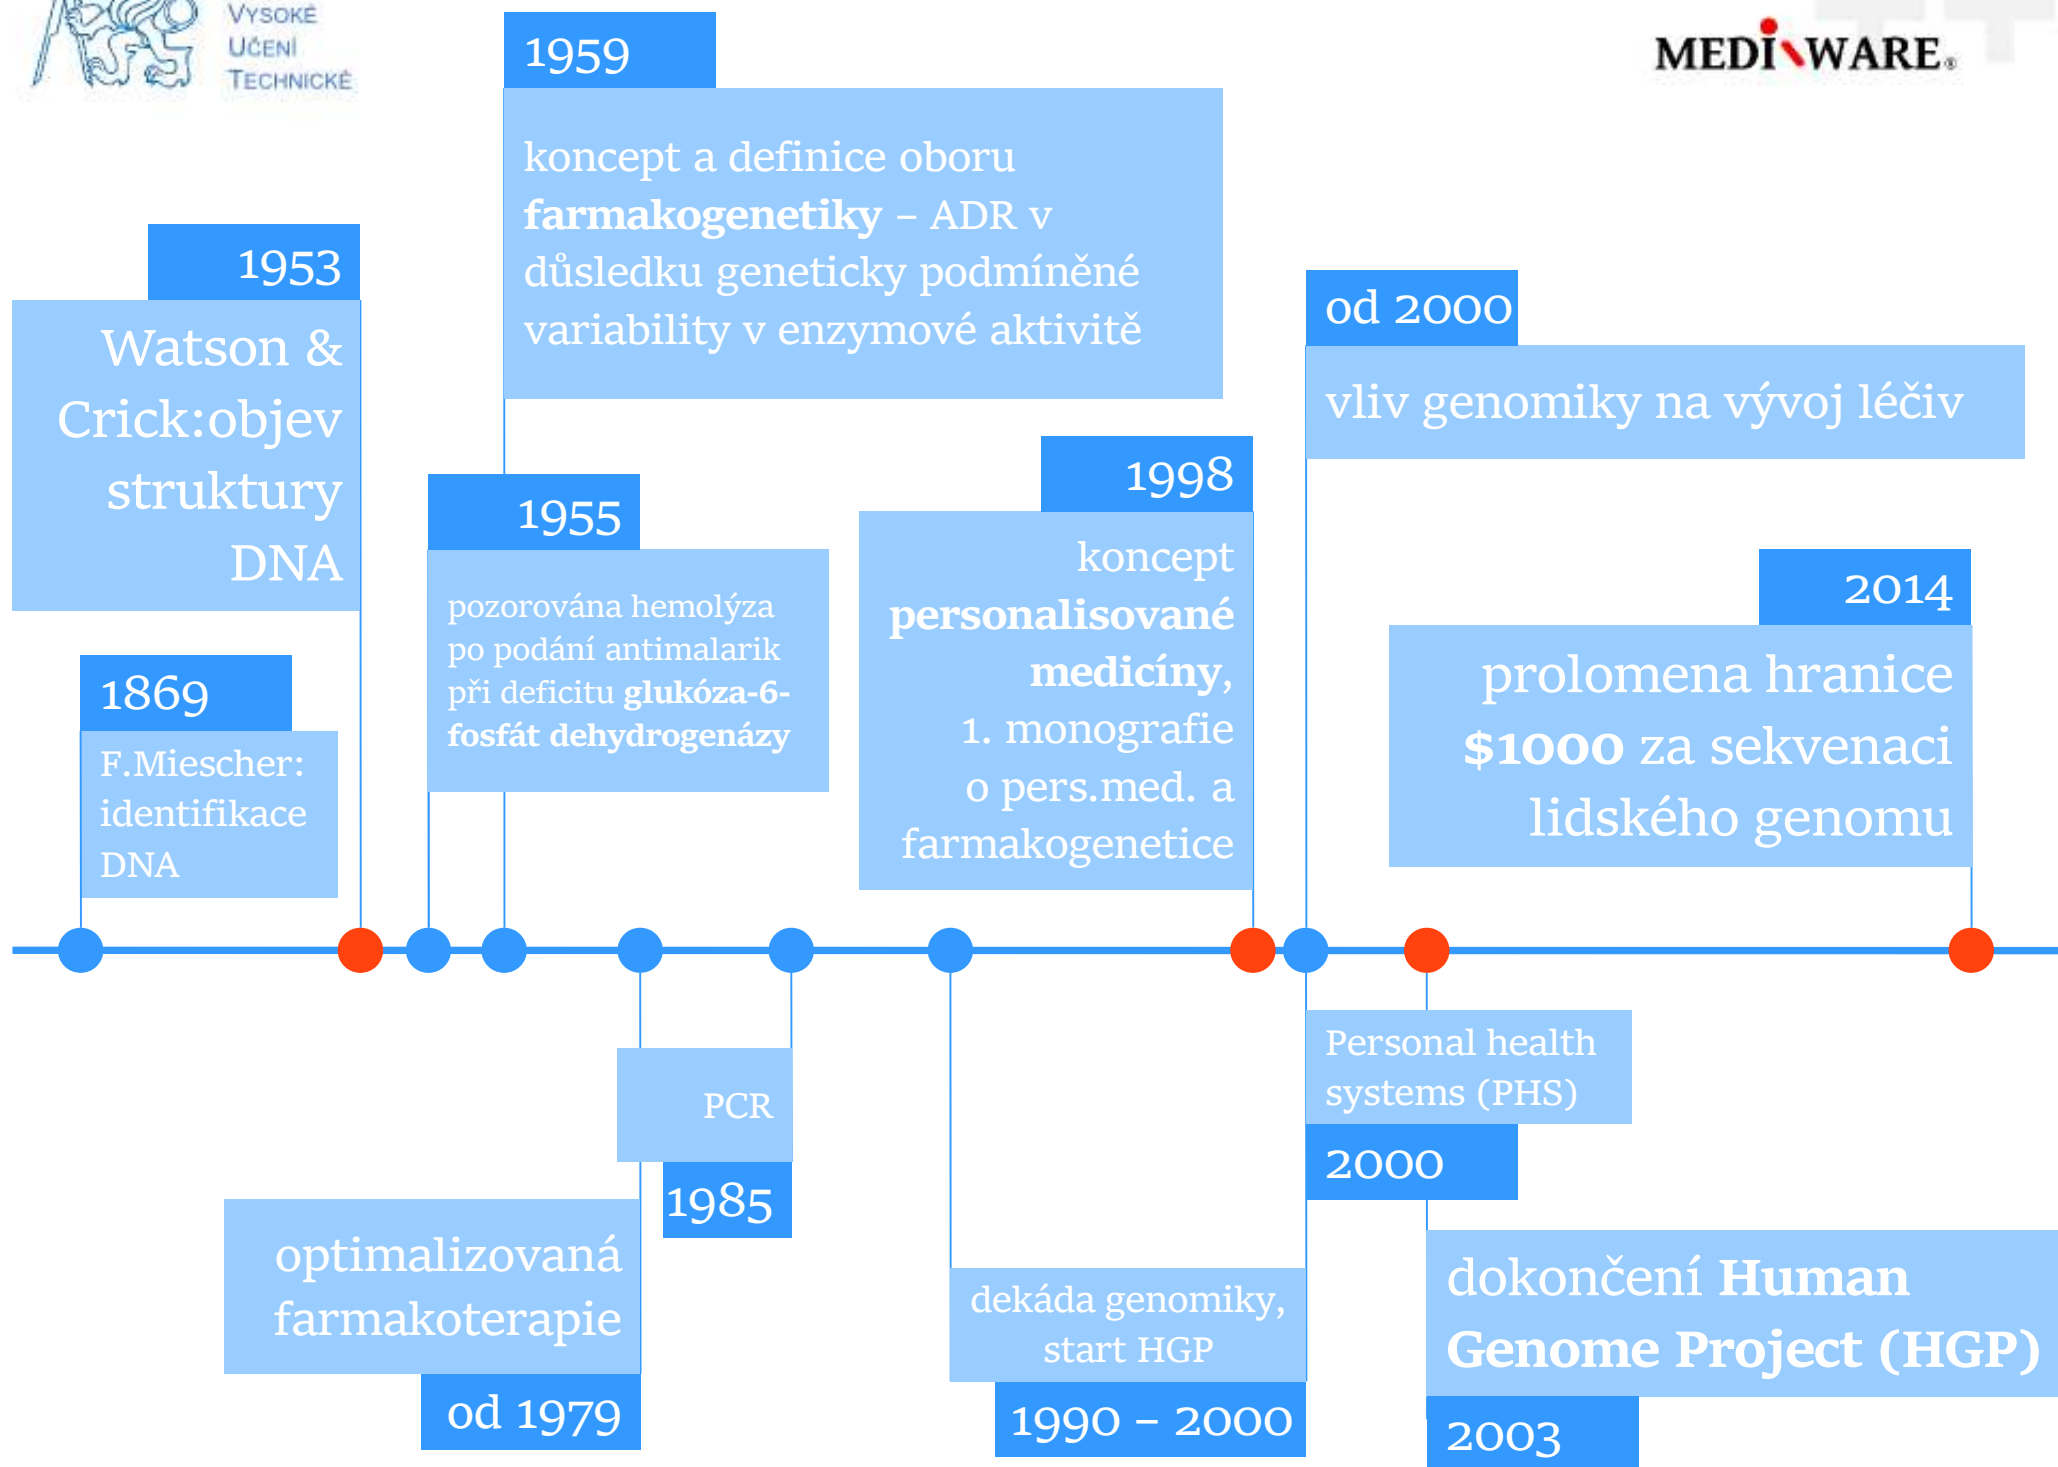 VYSOKÉ
UČENÍ
TECHNICKÉ
MEDIWARE®
1959
koncept a definice oboru
farmakogenetiky – ADR v
důsledku geneticky podmíněné
variability v enzymové aktivitě
1953
Watson &
Crick:objev
struktury
DNA
od 2000
vliv genomiky na vývoj léčiv
1998
koncept
personalisované
medicíny,
1. monografie
o pers.med. a
farmakogenetice
1955
pozorována hemolýza
po podání antimalarik
při deficitu glukóza-6-
fosfát dehydrogenázy
2014
prolomena hranice
$1000 za sekvenaci
lidského genomu
1869
F.Miescher:
identifikace
DNA
PCR
1985
optimalizovaná
farmakoterapie
od 1979
dekáda genomiky,
start HGP
1990 – 2000
Personal health
systems (PHS)
2000
dokončení Human
Genome Project (HGP)
2003